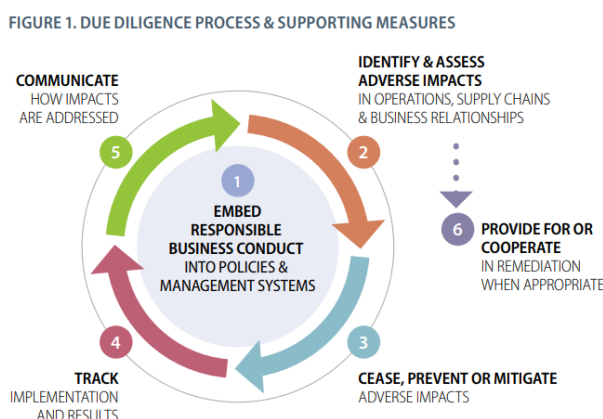 FIGURE 1. DUE DILIGENCE PROCESS & SUPPORTING MEASURES
1
EMBED
RESPONSIBLE
BUSINESS CONDUCT
INTO POLICIES &
MANAGEMENT SYSTEMS
2
IDENTIFY & ASSESS
ADVERSE IMPACTS
IN OPERATIONS, SUPPLY CHAINS
& BUSINESS RELATIONSHIPS
3
CEASE, PREVENT OR MITIGATE
ADVERSE IMPACTS
4
TRACK
IMPLEMENTATION
AND RESULTS
5
COMMUNICATE
HOW IMPACTS
ARE ADDRESSED
6
PROVIDE FOR OR
COOPERATE
IN REMEDIATION
WHEN APPROPRIATE